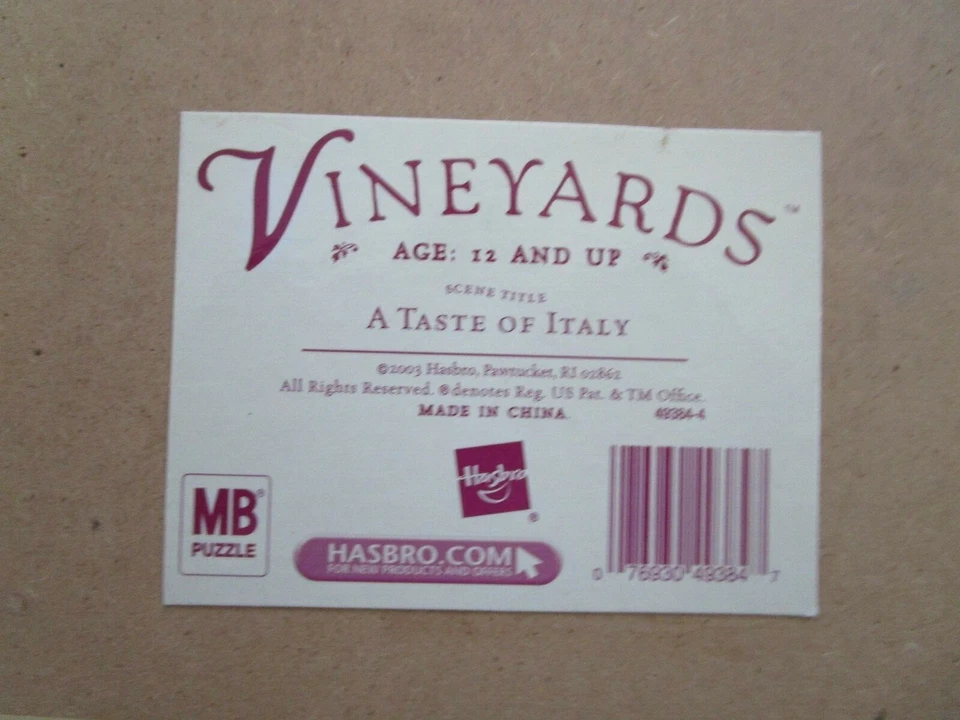 VINEYARDS™
AGE: 12 AND UP
SCENE TITLE
A TASTE OF ITALY
©2003 Hasbro, Pawtucket, RI 02862
All Rights Reserved. ® denotes Reg. US Pat. & TM Office.
MADE IN CHINA 49384-4
Hasbro®
MB®
PUZZLE
HASBRO.COM
FOR NEW PRODUCTS AND OFFERS
0 76930 49384 7